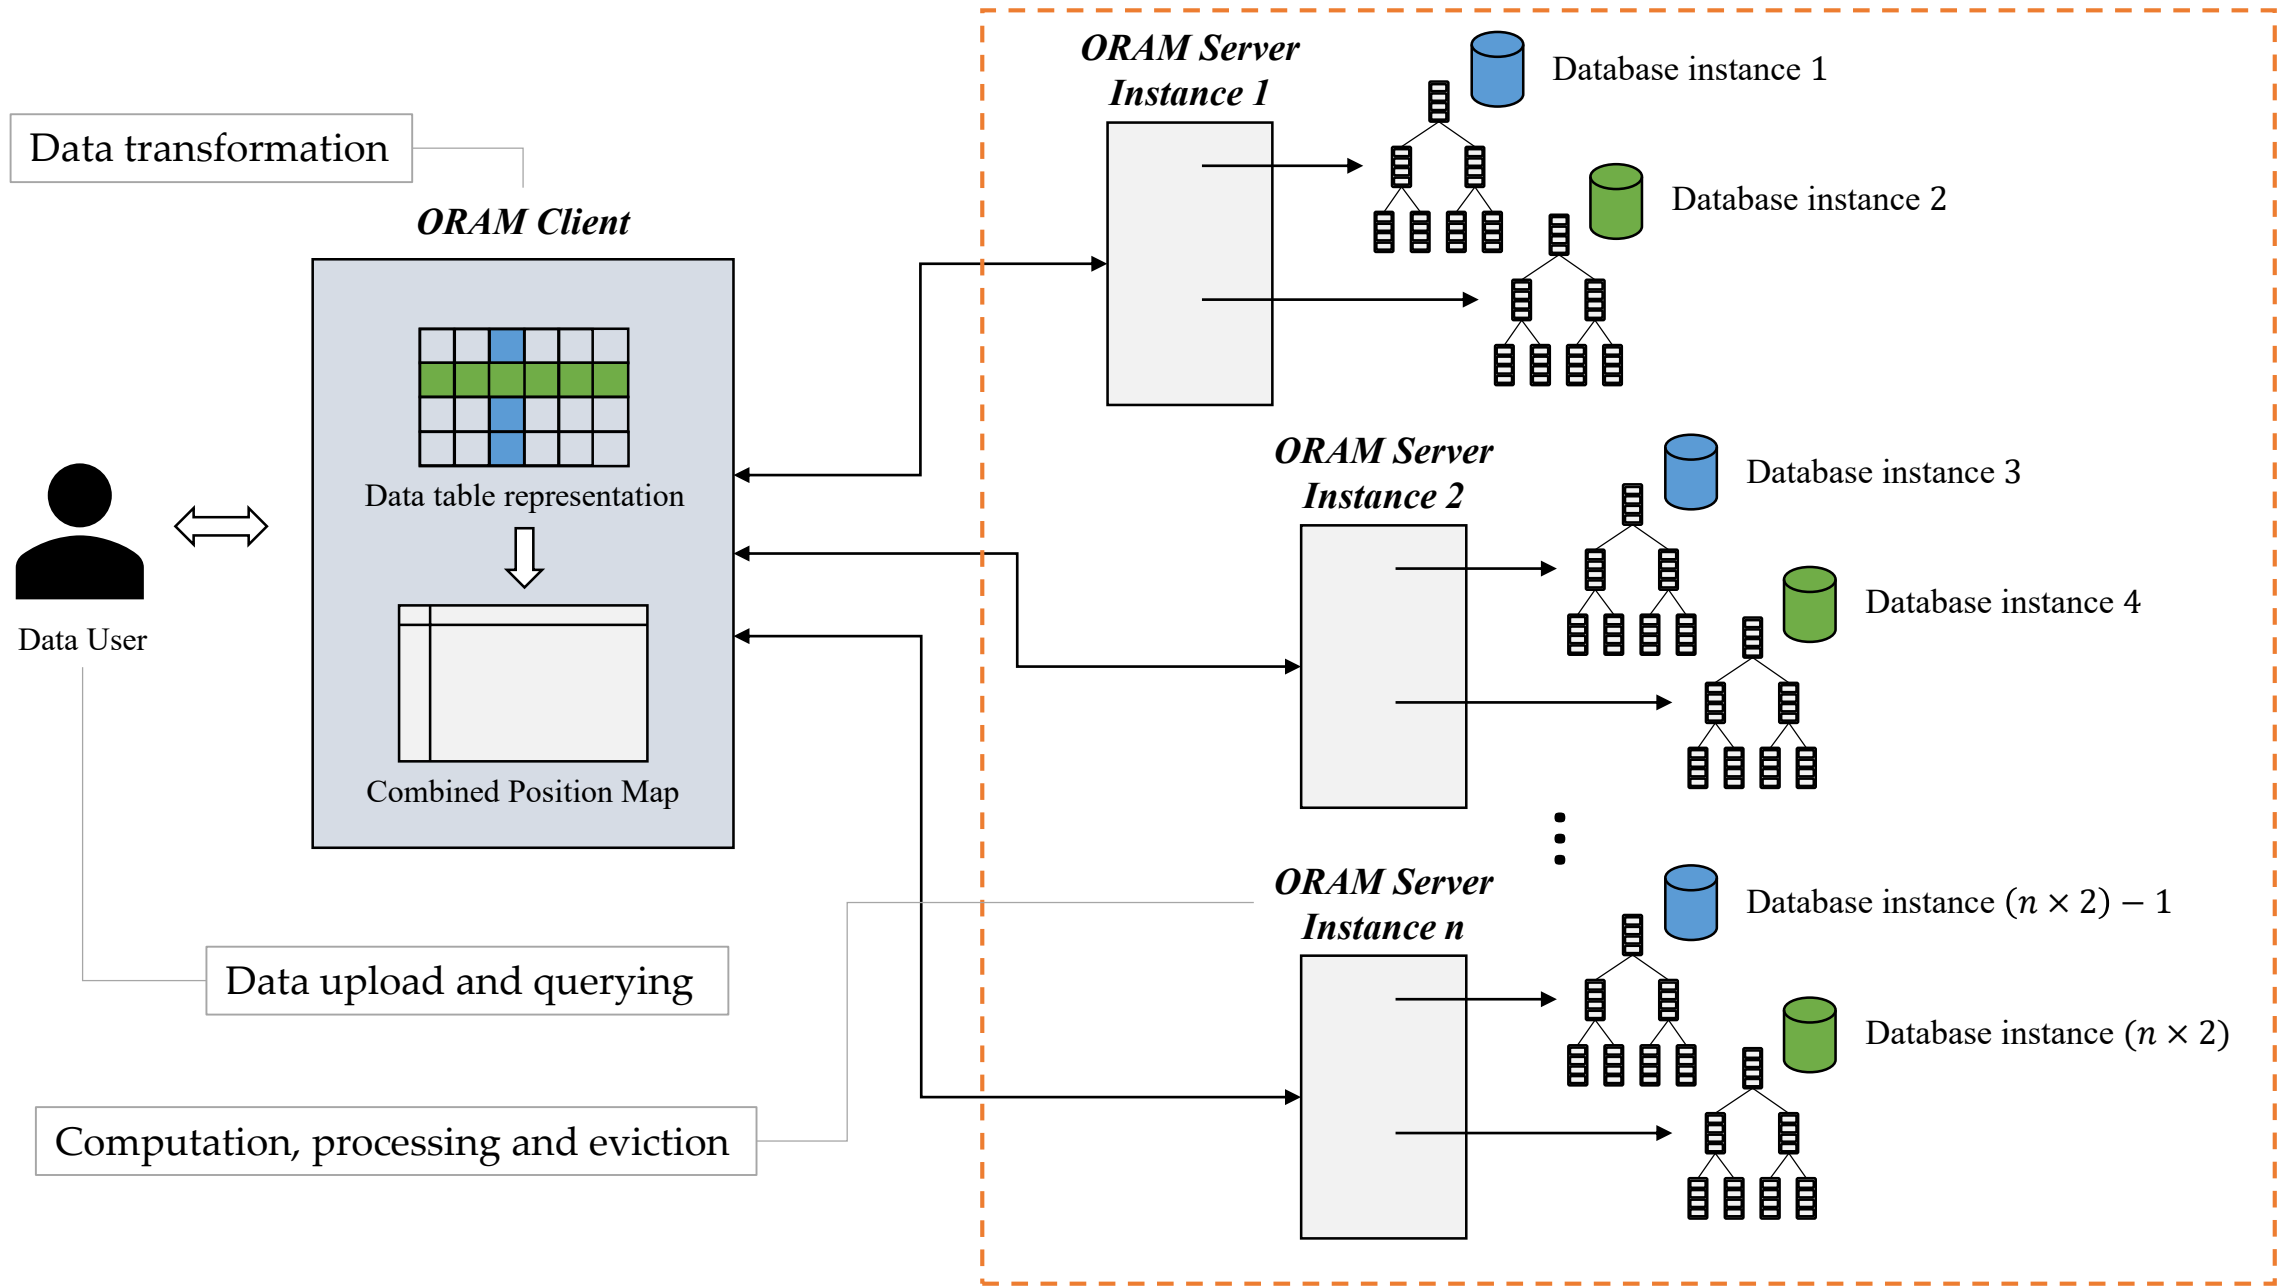 Data transformation
ORAM Client
Data table representation
Combined Position Map
Data User
Data upload and querying
Computation, processing and eviction
ORAM Server
Instance 1
Database instance 1
Database instance 2
ORAM Server
Instance 2
Database instance 3
Database instance 4
ORAM Server
Instance n
Database instance (n × 2) − 1
Database instance (n × 2)